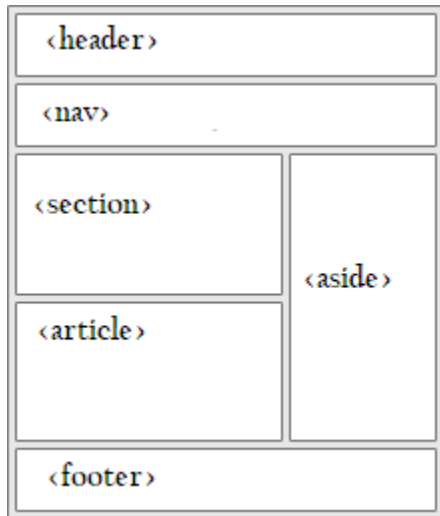 ‹header›
‹nav›
‹section›
‹aside›
‹article›
‹footer›